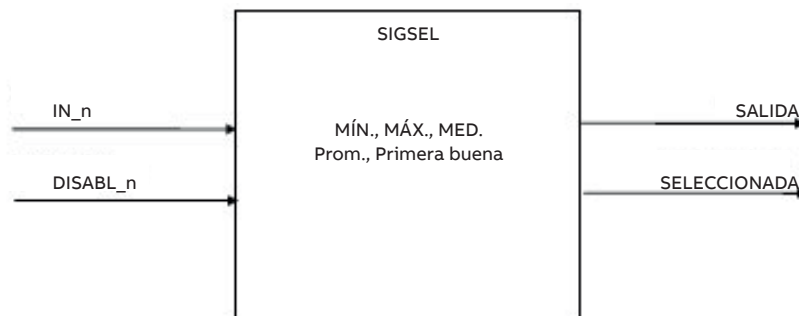 SIGSEL
IN_n
MÍN., MÁX., MED.
Prom., Primera buena
SALIDA
DISABL_n
SELECCIONADA